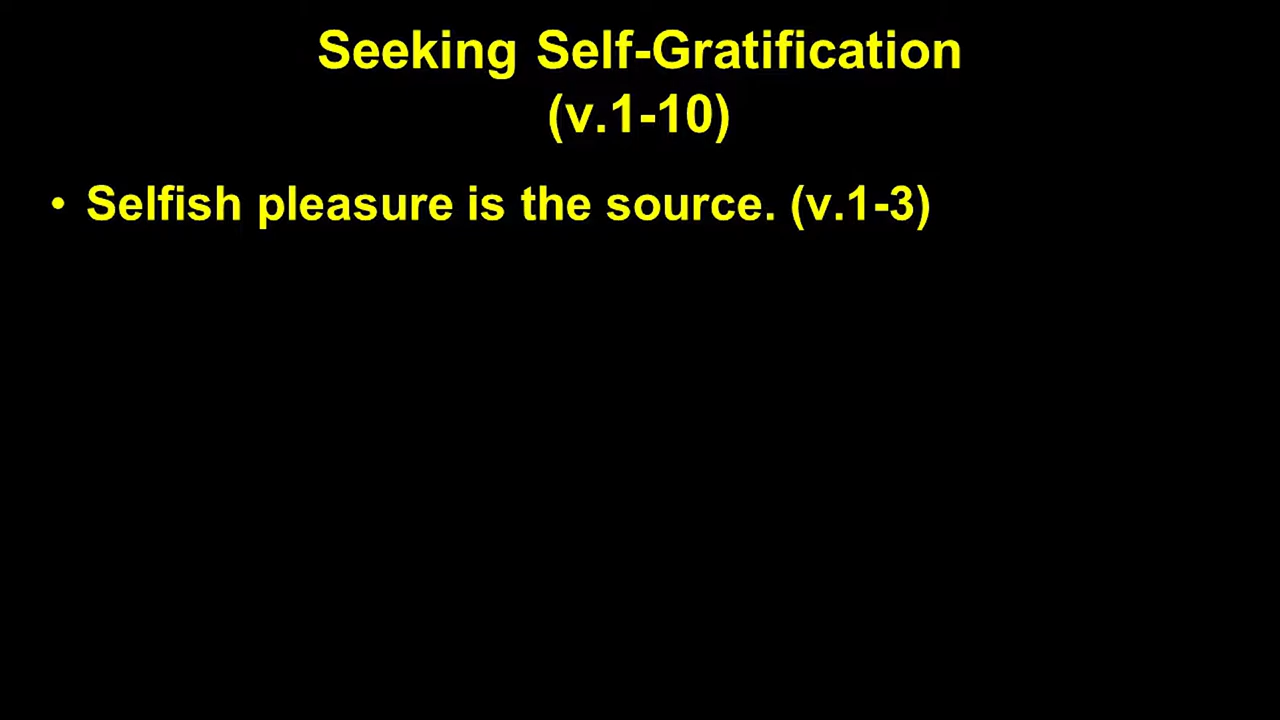 Seeking Self-Gratification
(v.1-10)
• Selfish pleasure is the source. (v.1-3)